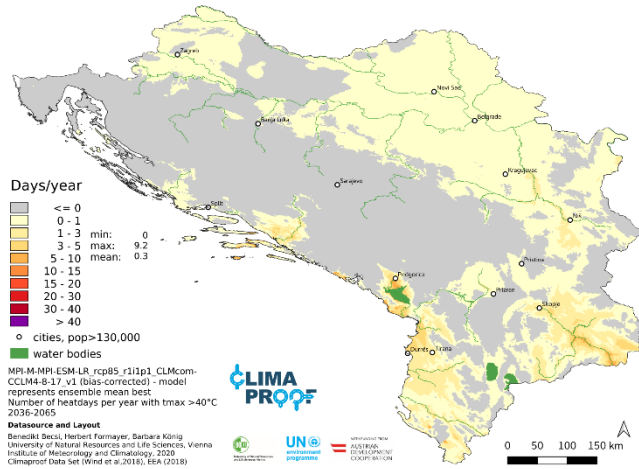 Zagreb
Novi Sad
Belgrade
Banja Luka
Kragujevac
Sarajevo
Split
Nis
Pristina
Podgorica
Prizren
Skopje
Durrës
Tirana
Days/year
<= 0
0 - 1
1 - 3
3 - 5
5 - 10
10 - 15
15 - 20
20 - 30
30 - 40
> 40
min: 0
max: 9.2
mean: 0.3
cities, pop>130,000
water bodies
MPI-M-MPI-ESM-LR_rcp85_r1i1p1_CLMcom-
CCLM4-8-17_v1 (bias-corrected) - model
represents ensemble mean best
Number of heatdays per year with tmax >40°C
2036-2065
Datasource and Layout
Benedikt Becsi, Herbert Formayer, Barbara König
University of Natural Resources and Life Sciences, Vienna
Institute of Meteorology and Climatology, 2020
Climaproof Data Set (Wind et al,2018), EEA (2018)
CLIMA
PROOF
UN
environment
programme
WITH FUNDING FROM
AUSTRIAN
DEVELOPMENT
COOPERATION
0 50 100 150 km